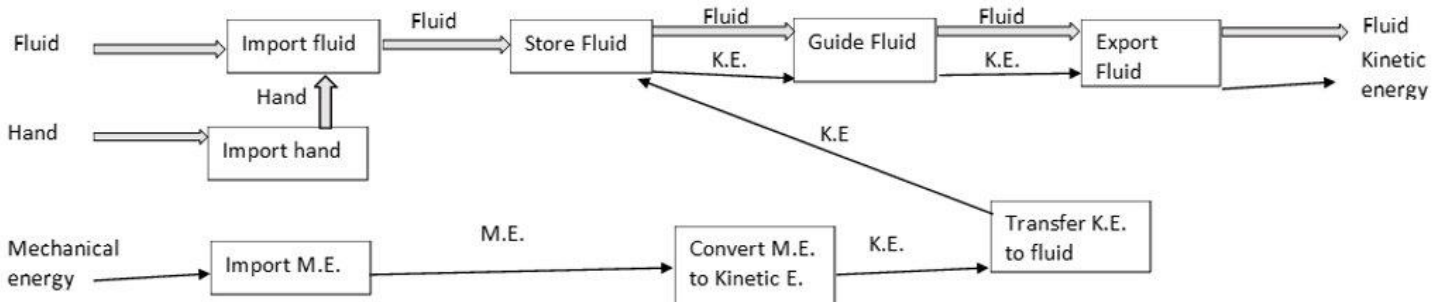 Fluid
Fluid
Fluid
Fluid
Import fluid
Store Fluid
Guide Fluid
Export
Fluid
Fluid
Kinetic
energy
K.E.
K.E.
Hand
Hand
Import hand
K.E
Mechanical
energy
Import M.E.
M.E.
Convert M.E.
to Kinetic E.
K.E.
Transfer K.E.
to fluid